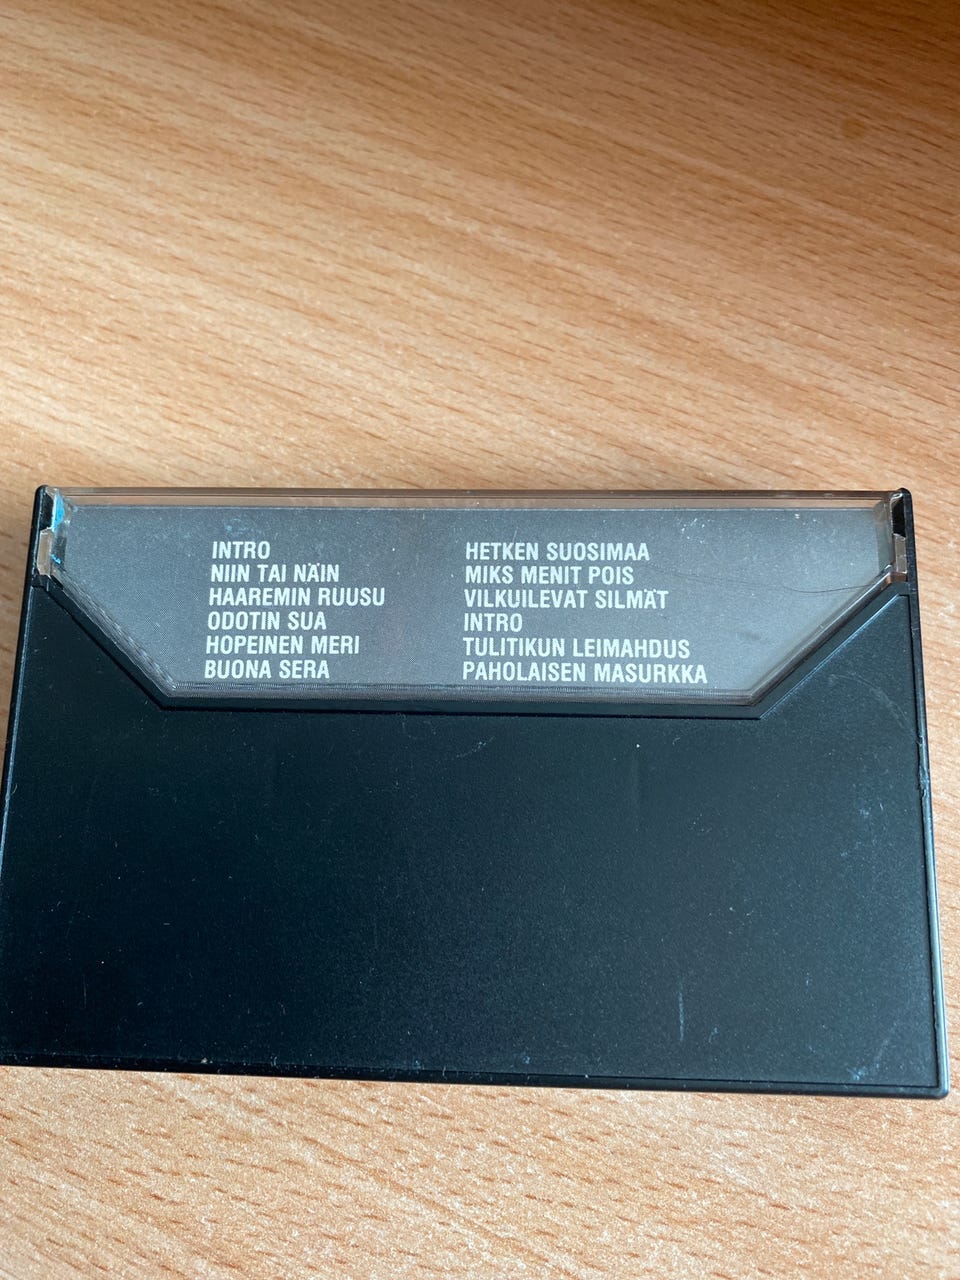 INTRO
NIIN TAI NÄIN
HAAREMIN RUUSU
ODOTIN SUA
HOPEINEN MERI
BUONA SERA
HETKEN SUOSIMAA
MIKS MENIT POIS
VILKUILEVAT SILMÄT
INTRO
TULITIKUN LEIMAHDUS
PAHOLAISEN MASURKKA